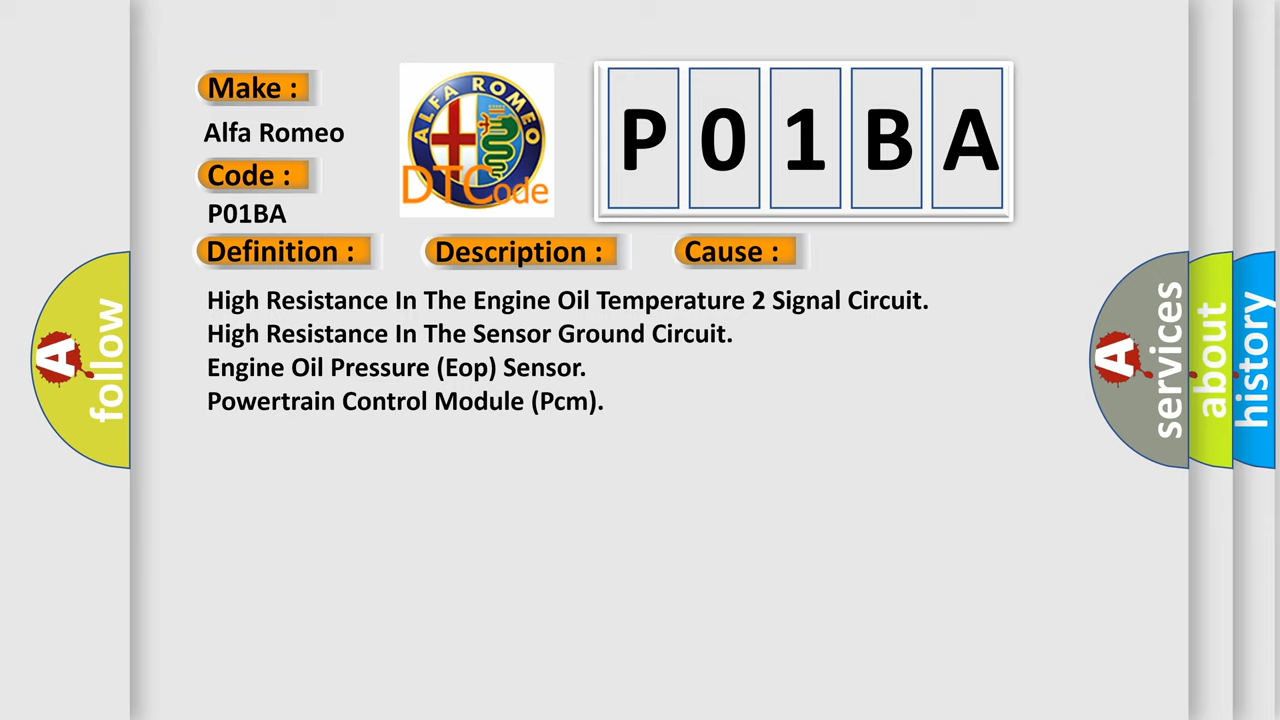 Make :
Alfa Romeo
Code :
P01BA
ALFA ROMEO
DTCode
P01BA
Definition :
Description :
Cause :
High Resistance In The Engine Oil Temperature 2 Signal Circuit.
High Resistance In The Sensor Ground Circuit.
Engine Oil Pressure (Eop) Sensor.
Powertrain Control Module (Pcm).
A
follow
A
services
about
history